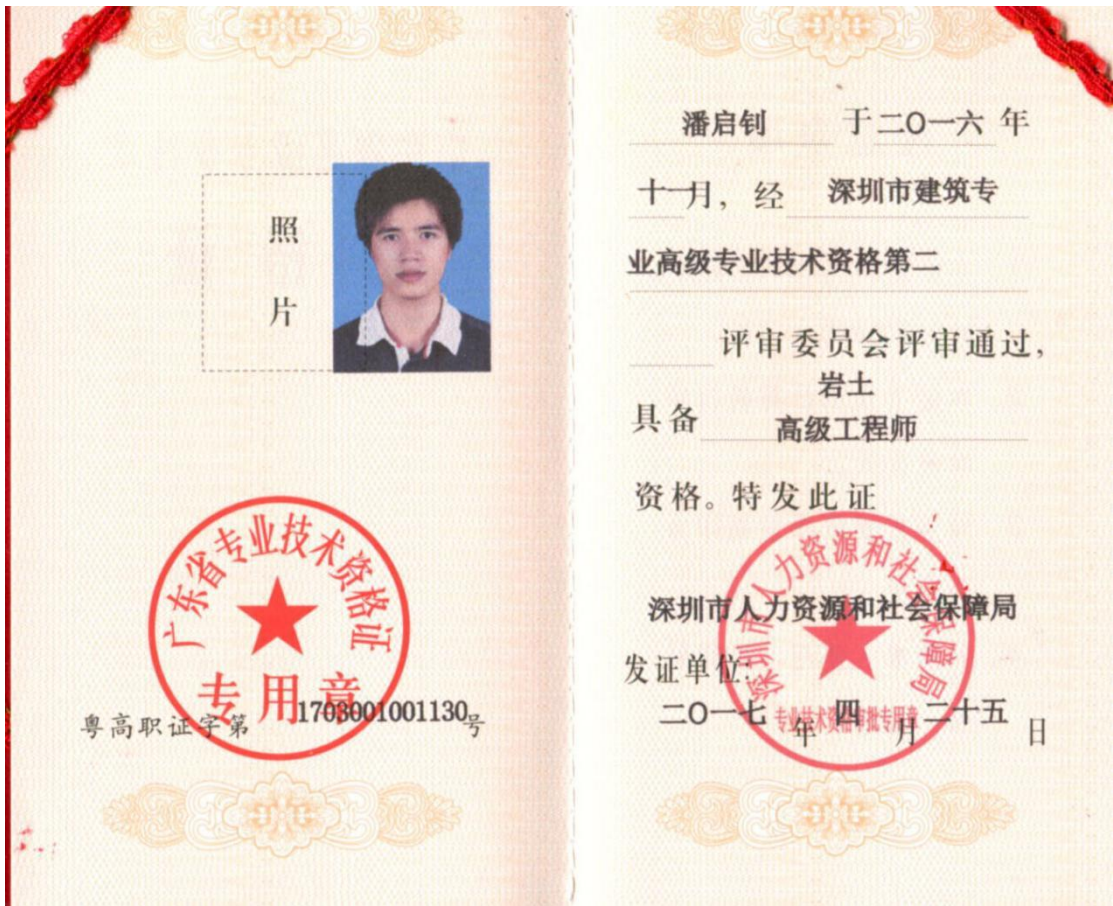 照
片
广东省专业技术资格证
专用章
粤高职证字第1703001001130号
潘启钊 于二〇一六 年
十一月，经 深圳市建筑专
业高级专业技术资格第二
评审委员会评审通过，
岩土
具备 高级工程师
资格。特发此证
深圳市人力资源和社会保障局
深圳市人力资源和社会保障局
发证单位：
专业技术资格审批专用章
二〇一七 年 四 月 二十五 日